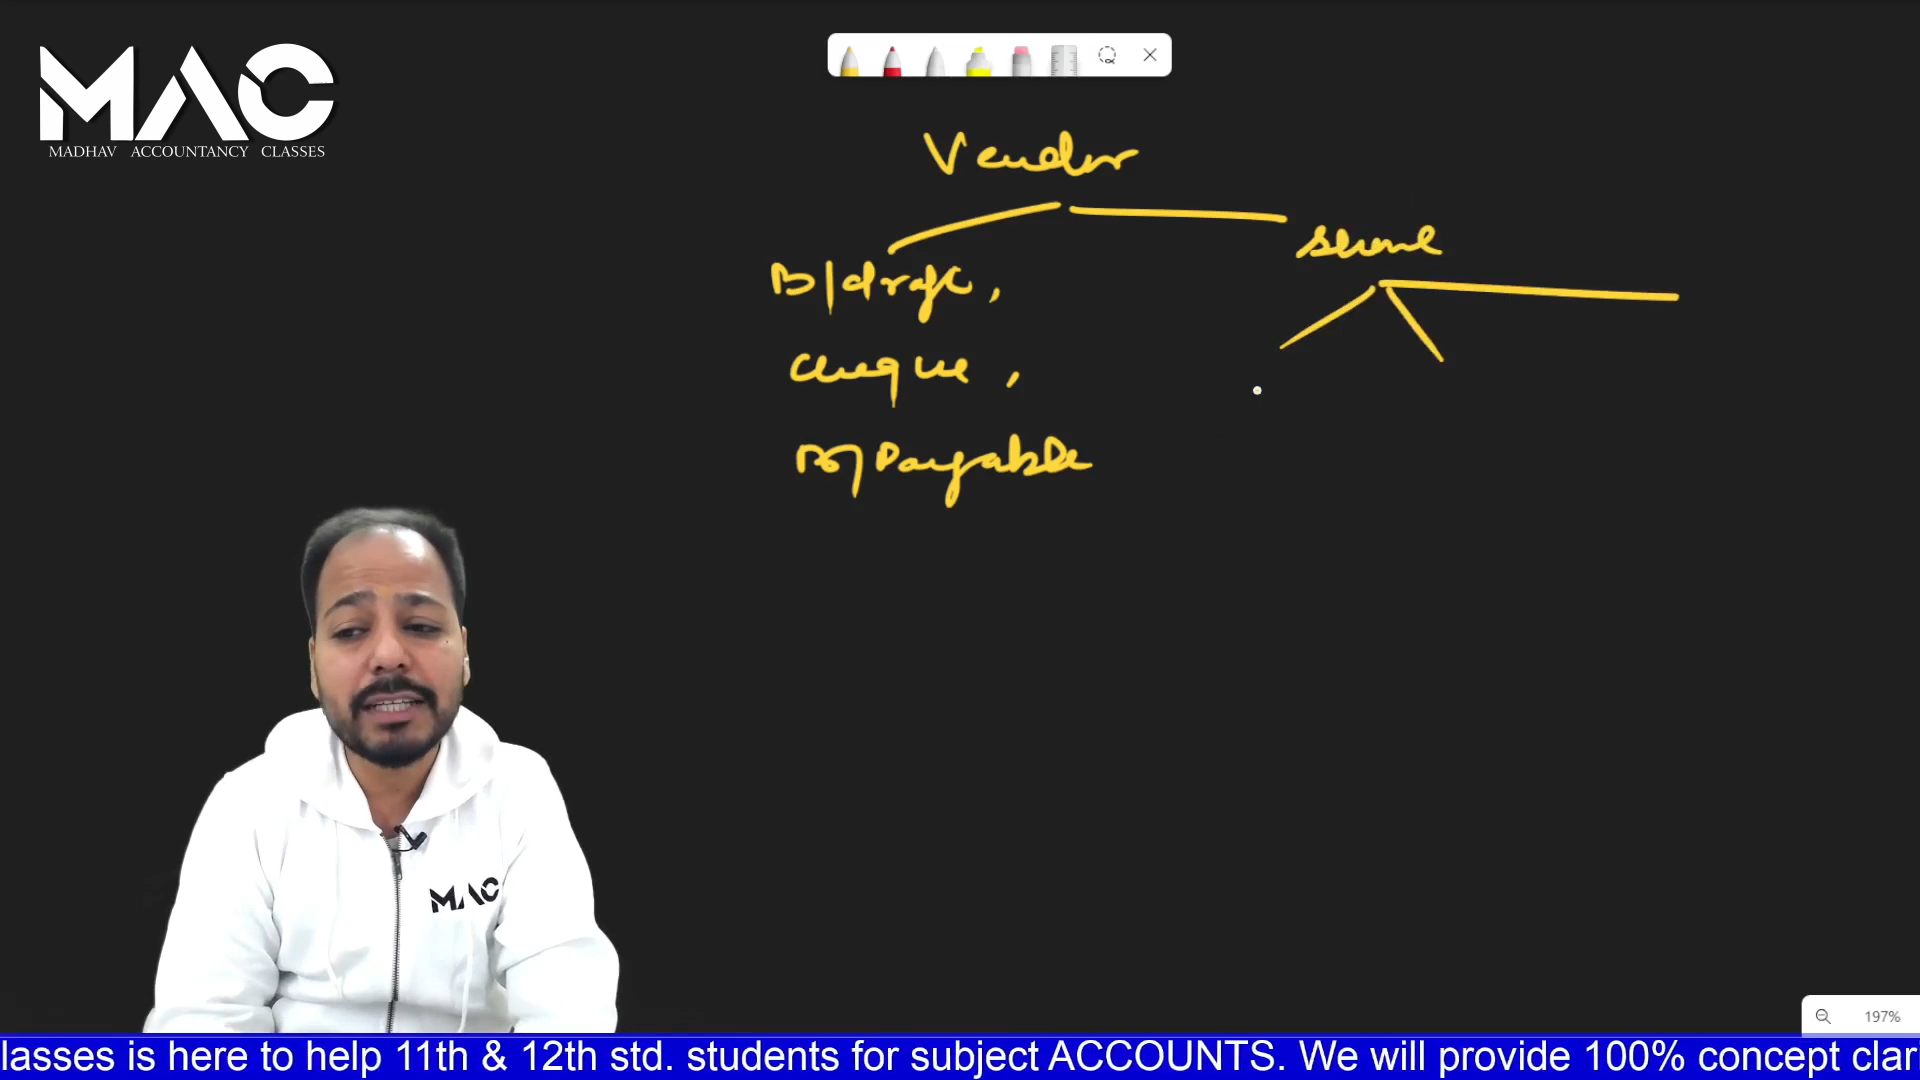 MAC
MADHAV ACCOUNTANCY CLASSES
Vendor
Share
B/draft,
Cheque,
B/Payable
MAC
197%
lasses is here to help 11th & 12th std. students for subject ACCOUNTS. We will provide 100% concept clar